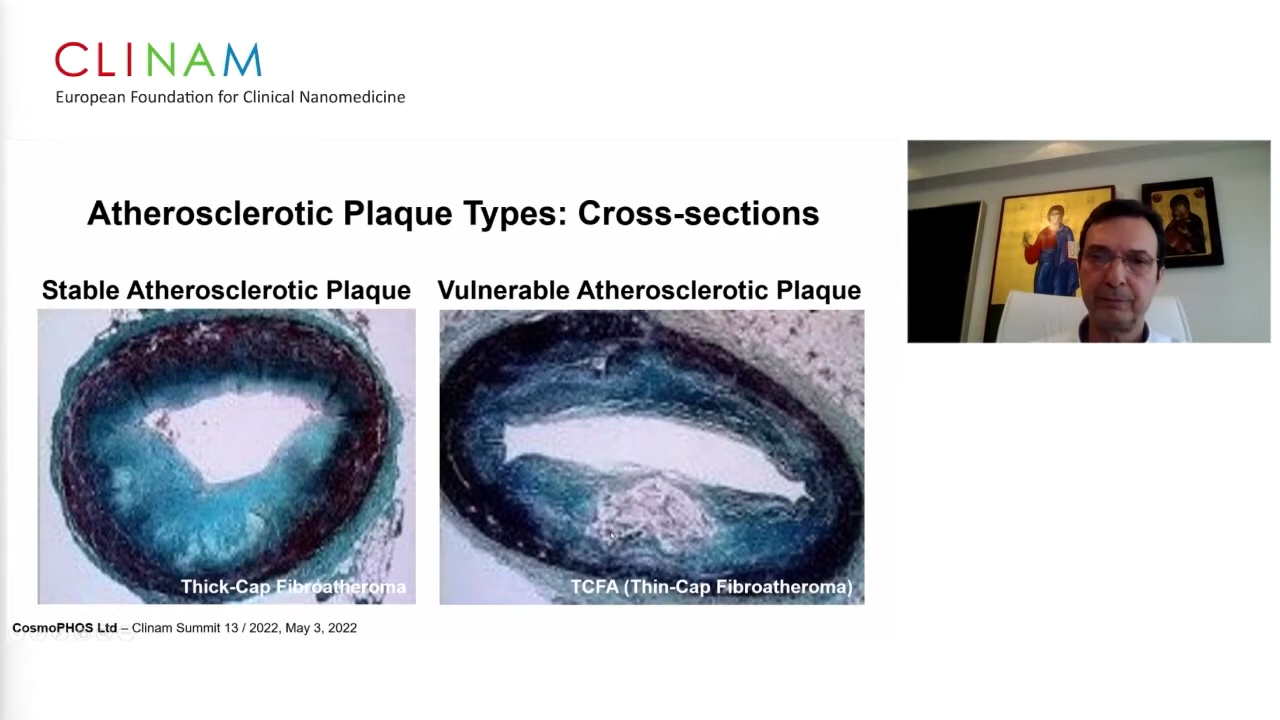 CLINAM
European Foundation for Clinical Nanomedicine
Atherosclerotic Plaque Types: Cross-sections
Stable Atherosclerotic Plaque
Vulnerable Atherosclerotic Plaque
Thick-Cap Fibroatheroma
TCFA (Thin-Cap Fibroatheroma)
CosmoPHOS Ltd – Clinam Summit 13 / 2022, May 3, 2022